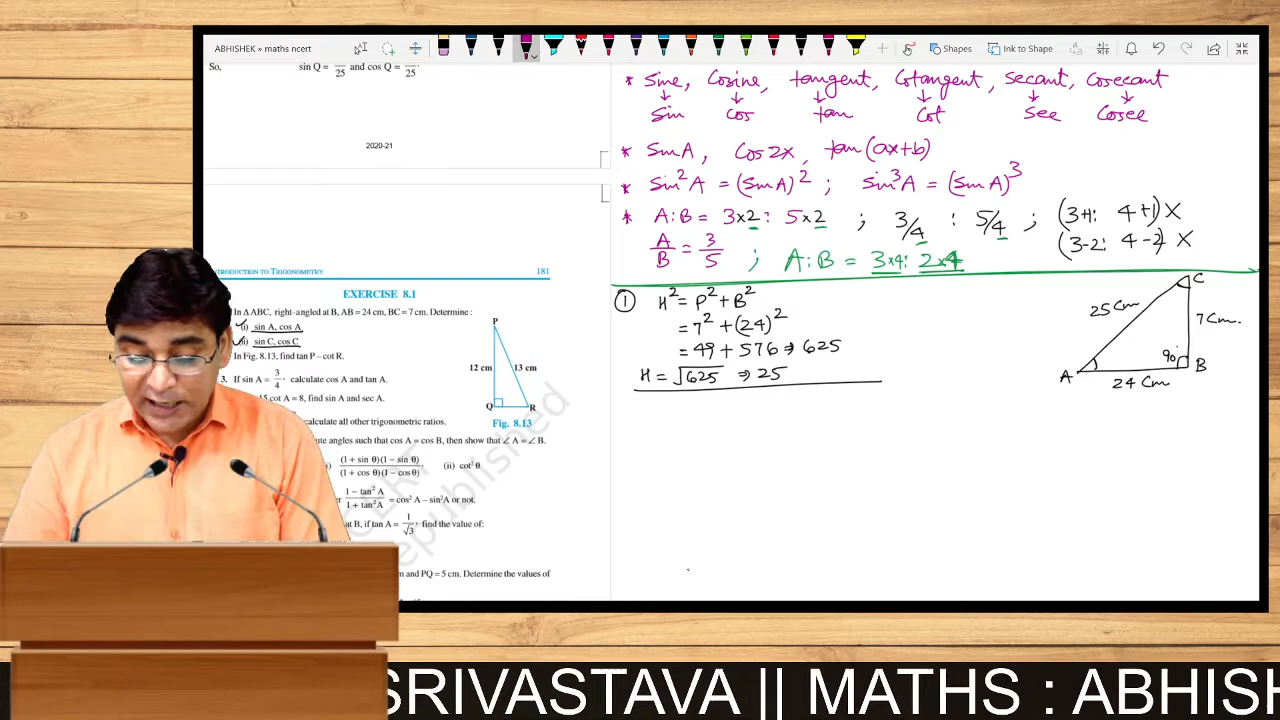 ABHISHEK » maths ncert
Shapes
Ink to Shape
So, sin Q = /25 and cos Q = /25.
2020-21
INTRODUCTION TO TRIGONOMETRY 181
EXERCISE 8.1
In Δ ABC, right-angled at B, AB = 24 cm, BC = 7 cm. Determine :
(i) sin A, cos A
(ii) sin C, cos C
In Fig. 8.13, find tan P – cot R.
3. If sin A = 3/4, calculate cos A and tan A.
15 cot A = 8, find sin A and sec A.
calculate all other trigonometric ratios.
acute angles such that cos A = cos B, then show that ∠ A = ∠ B.
(1 + sin θ)(1 – sin θ)/(1 + cos θ)(1 – cos θ), (ii) cot² θ
1 – tan² A/1 + tan² A = cos² A – sin²A or not.
at B, if tan A = 1/√3 find the value of:
cm and PQ = 5 cm. Determine the values of
P
12 cm
13 cm
Q
R
Fig. 8.13
* Sine, Cosine, tangent, Cotangent, Secant, Cosecant
↓ ↓ ↓ ↓ ↓ ↓
Sin Cos tan Cot Sec Cosec
* SinA, Cos2x, tan(ax+b)
* Sin²A = (SinA)² ; Sin³A = (SinA)³
* A:B = 3×2 : 5×2 ; 3/4 : 5/4 ; (3+1 : 4+1) X
(3-2 : 4-2) X
A/B = 3/5 ; A:B = 3×4 : 2×4
① H² = P² + B²
= 7² + (24)²
= 49 + 576 ⇒ 625
H = √625 ⇒ 25
C
25 Cm
7 Cm.
90°
A
B
24 Cm
SRIVASTAVA || MATHS : ABHISH